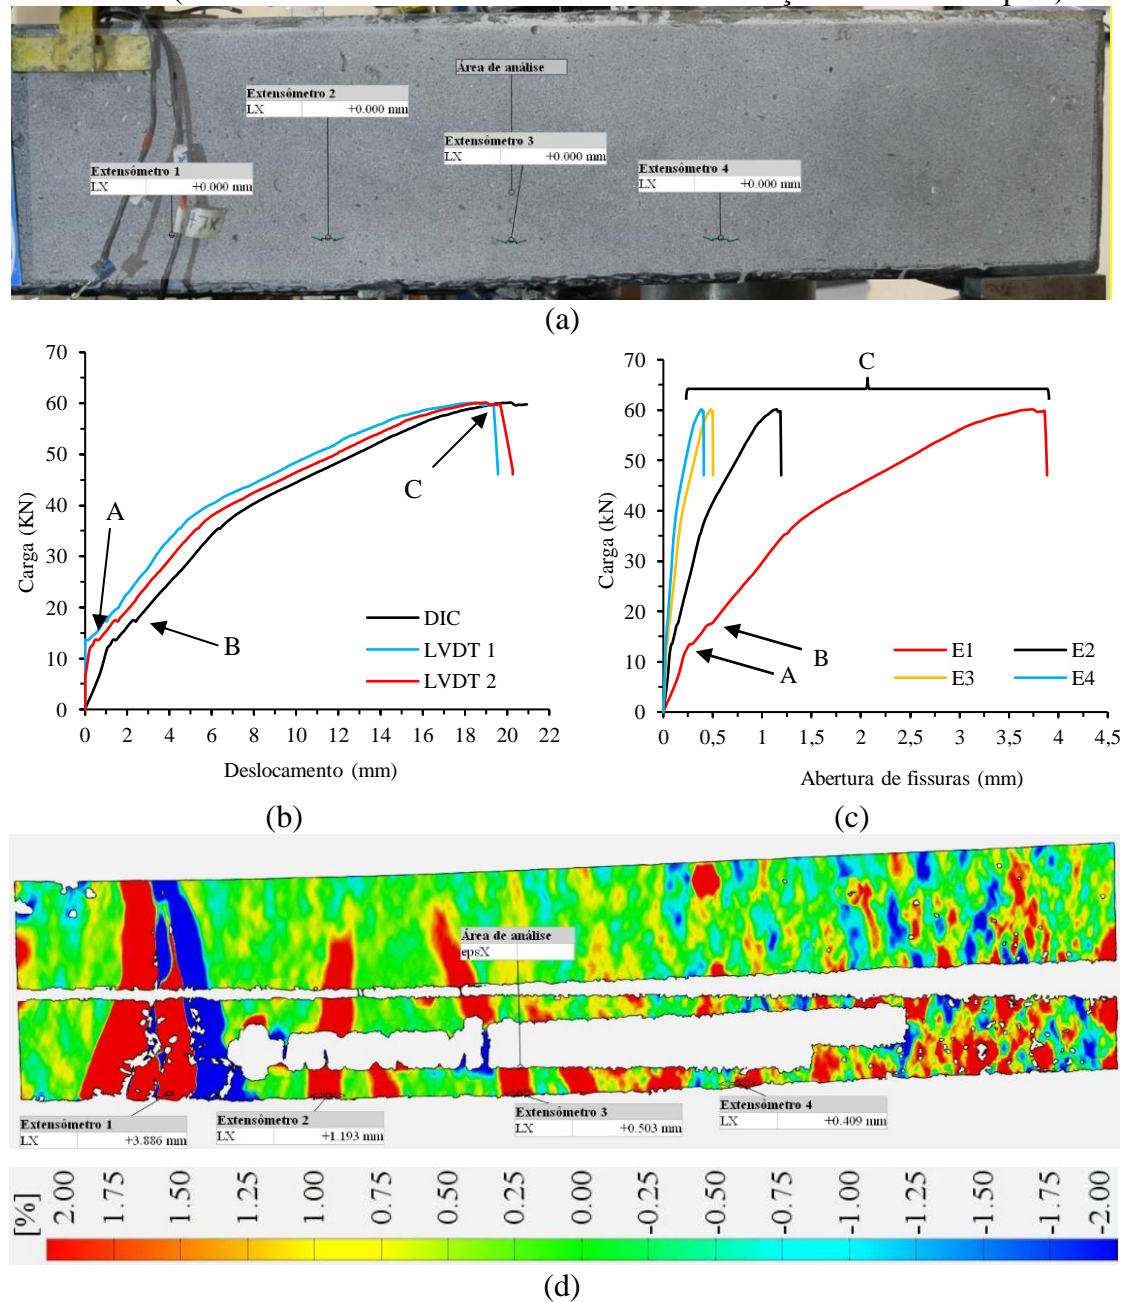 Área de análise
Extensômetro 2
LX +0.000 mm
Extensômetro 3
LX +0.000 mm
Extensômetro 1
LX +0.000 mm
Extensômetro 4
LX +0.000 mm
(a)
70
60
50
40
30
20
10
0
Carga (KN)
A
B
C
DIC
LVDT 1
LVDT 2
0 2 4 6 8 10 12 14 16 18 20 22
Deslocamento (mm)
(b)
70
60
50
40
30
20
10
0
Carga (kN)
C
B
A
E1 E2
E3 E4
0 0,5 1 1,5 2 2,5 3 3,5 4 4,5
Abertura de fissuras (mm)
(c)
Área de análise
epsX
Extensômetro 1
LX +3.886 mm
Extensômetro 2
LX +1.193 mm
Extensômetro 3
LX +0.503 mm
Extensômetro 4
LX +0.409 mm
[%] 2.00 1.75 1.50 1.25 1.00 0.75 0.50 0.25 0.00 -0.25 -0.50 -0.75 -1.00 -1.25 -1.50 -1.75 -2.00
(d)